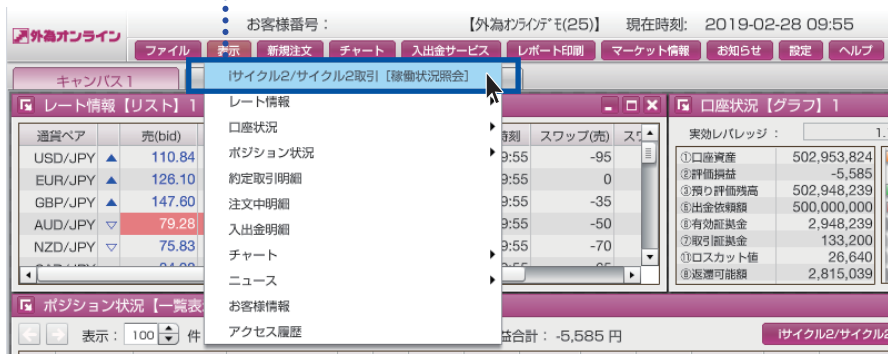 お客様番号： 【外為ｵﾝﾗｲﾝﾃﾞﾓ(25)】 現在時刻: 2019-02-28 09:55
外為オンライン
ファイル 表示 新規注文 チャート 入出金サービス レポート印刷 マーケット情報 お知らせ 設定 ヘルプ
キャンバス1
iサイクル2/サイクル2取引［稼働状況照会］
レート情報
口座状況
ポジション状況
約定取引明細
注文中明細
入出金明細
チャート
ニュース
お客様情報
アクセス履歴
レート情報【リスト】1
通貨ペア 売(bid) 時刻 スワップ(売)
USD/JPY ▲ 110.84 9:55 -95
EUR/JPY ▲ 126.10 9:55 0
GBP/JPY ▲ 147.60 9:55 -35
AUD/JPY ▽ 79.28 9:55 -50
NZD/JPY ▽ 75.83 9:55 -70
口座状況【グラフ】1
実効レバレッジ : 1.
①口座資産 502,953,824
②評価損益 -5,585
③預り評価残高 502,948,239
⑤出金依頼額 500,000,000
⑥有効証拠金 2,948,239
⑦取引証拠金 133,200
⑪ロスカット値 26,640
⑧返還可能額 2,815,039
ポジション状況【一覧表
表示： 100 件 益合計： -5,585 円 iサイクル2/サイクル